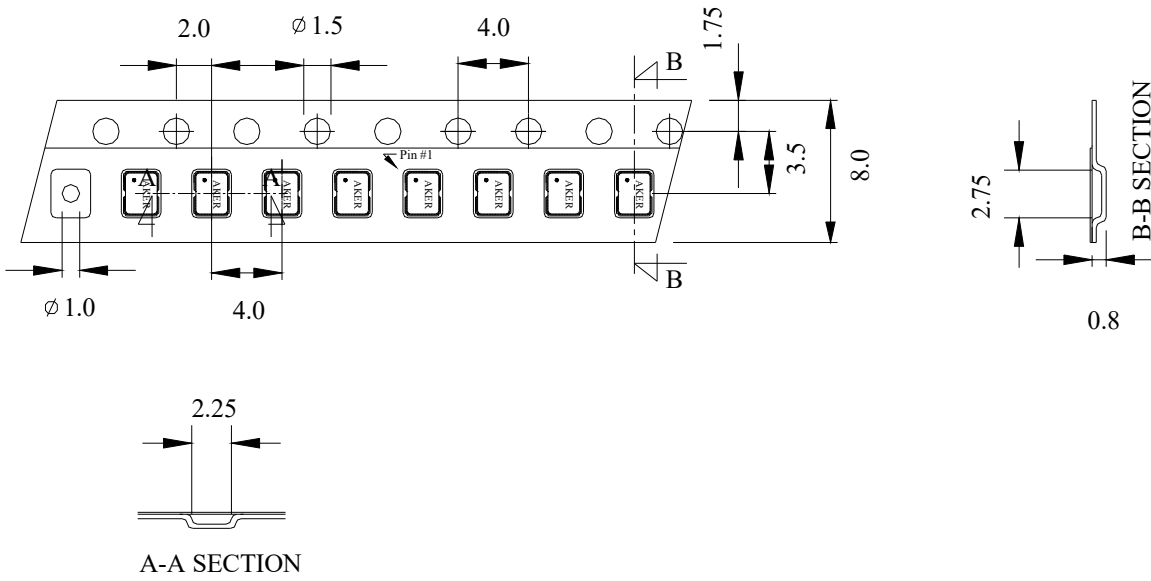 2.0
⌀ 1.5
4.0
1.75
B
Pin #1
3.5
8.0
A
A
AKER
AKER
AKER
AKER
AKER
AKER
AKER
AKER
B
⌀ 1.0
4.0
2.75
B-B SECTION
0.8
2.25
A-A SECTION